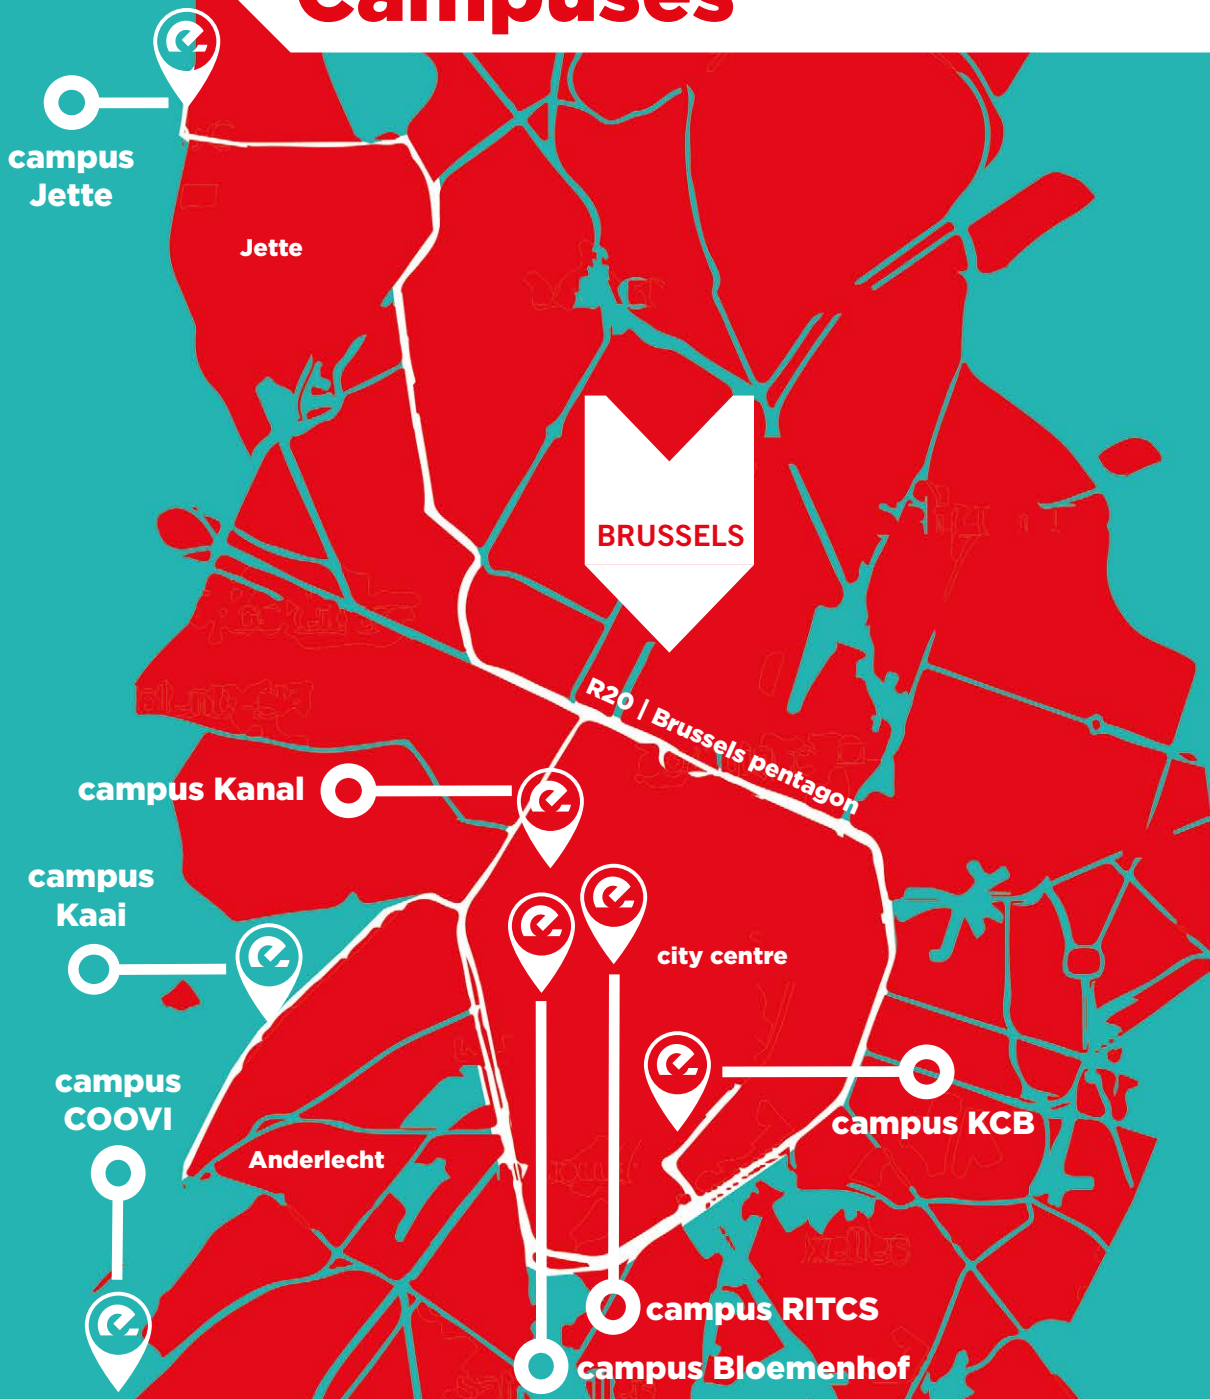 Campuses
campus
Jette
Jette
BRUSSELS
R20 | Brussels pentagon
campus Kanal
campus
Kaai
city centre
campus
COOVI
campus KCB
Anderlecht
campus RITCS
campus Bloemenhof